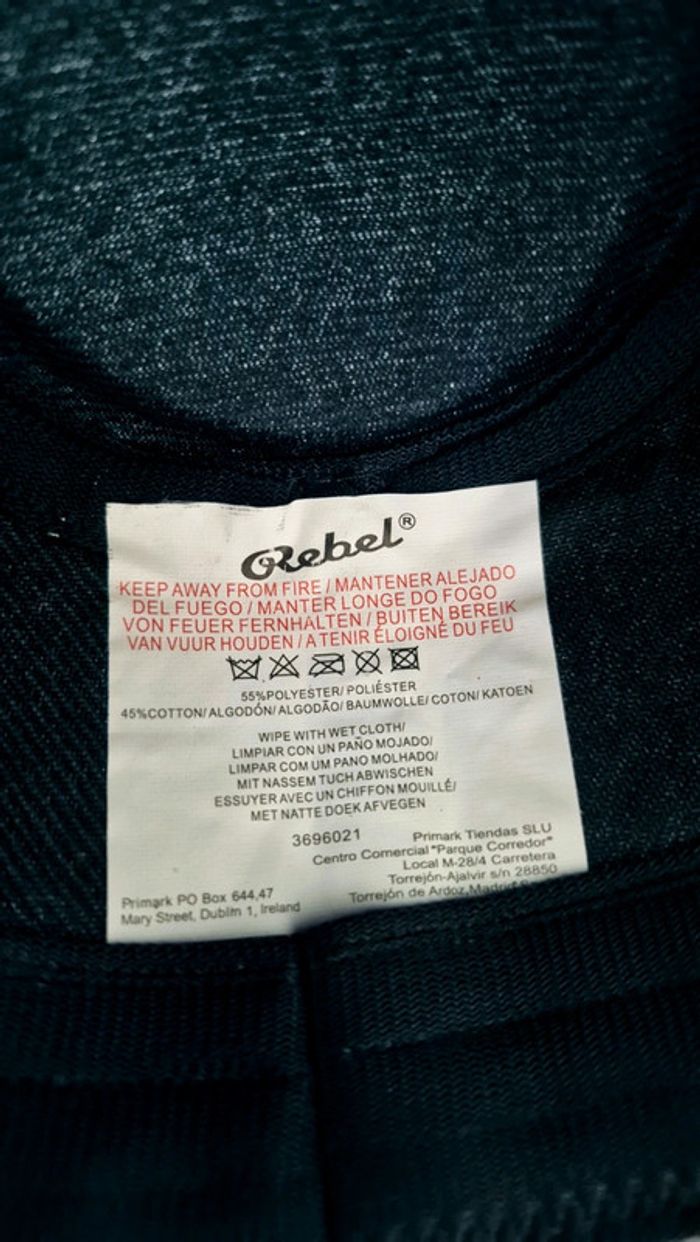 Rebel®
KEEP AWAY FROM FIRE / MANTENER ALEJADO
DEL FUEGO / MANTER LONGE DO FOGO
VON FEUER FERNHALTEN / BUITEN BEREIK
VAN VUUR HOUDEN / A TENIR ÉLOIGNÉ DU FEU
55%POLYESTER/ POLIÉSTER
45%COTTON/ ALGODÓN/ ALGODÃO/ BAUMWOLLE/ COTON/ KATOEN
WIPE WITH WET CLOTH/
LIMPIAR CON UN PAÑO MOJADO/
LIMPAR COM UM PANO MOLHADO/
MIT NASSEM TUCH ABWISCHEN
ESSUYER AVEC UN CHIFFON MOUILLÉ/
MET NATTE DOEK AFVEGEN
3696021
Primark Tiendas SLU
Centro Comercial "Parque Corredor"
Local M-28/4 Carretera
Torrejón-Ajalvir s/n 28850
Torrejón de Ardoz,Madrid
Primark PO Box 644,47
Mary Street, Dublin 1, Ireland